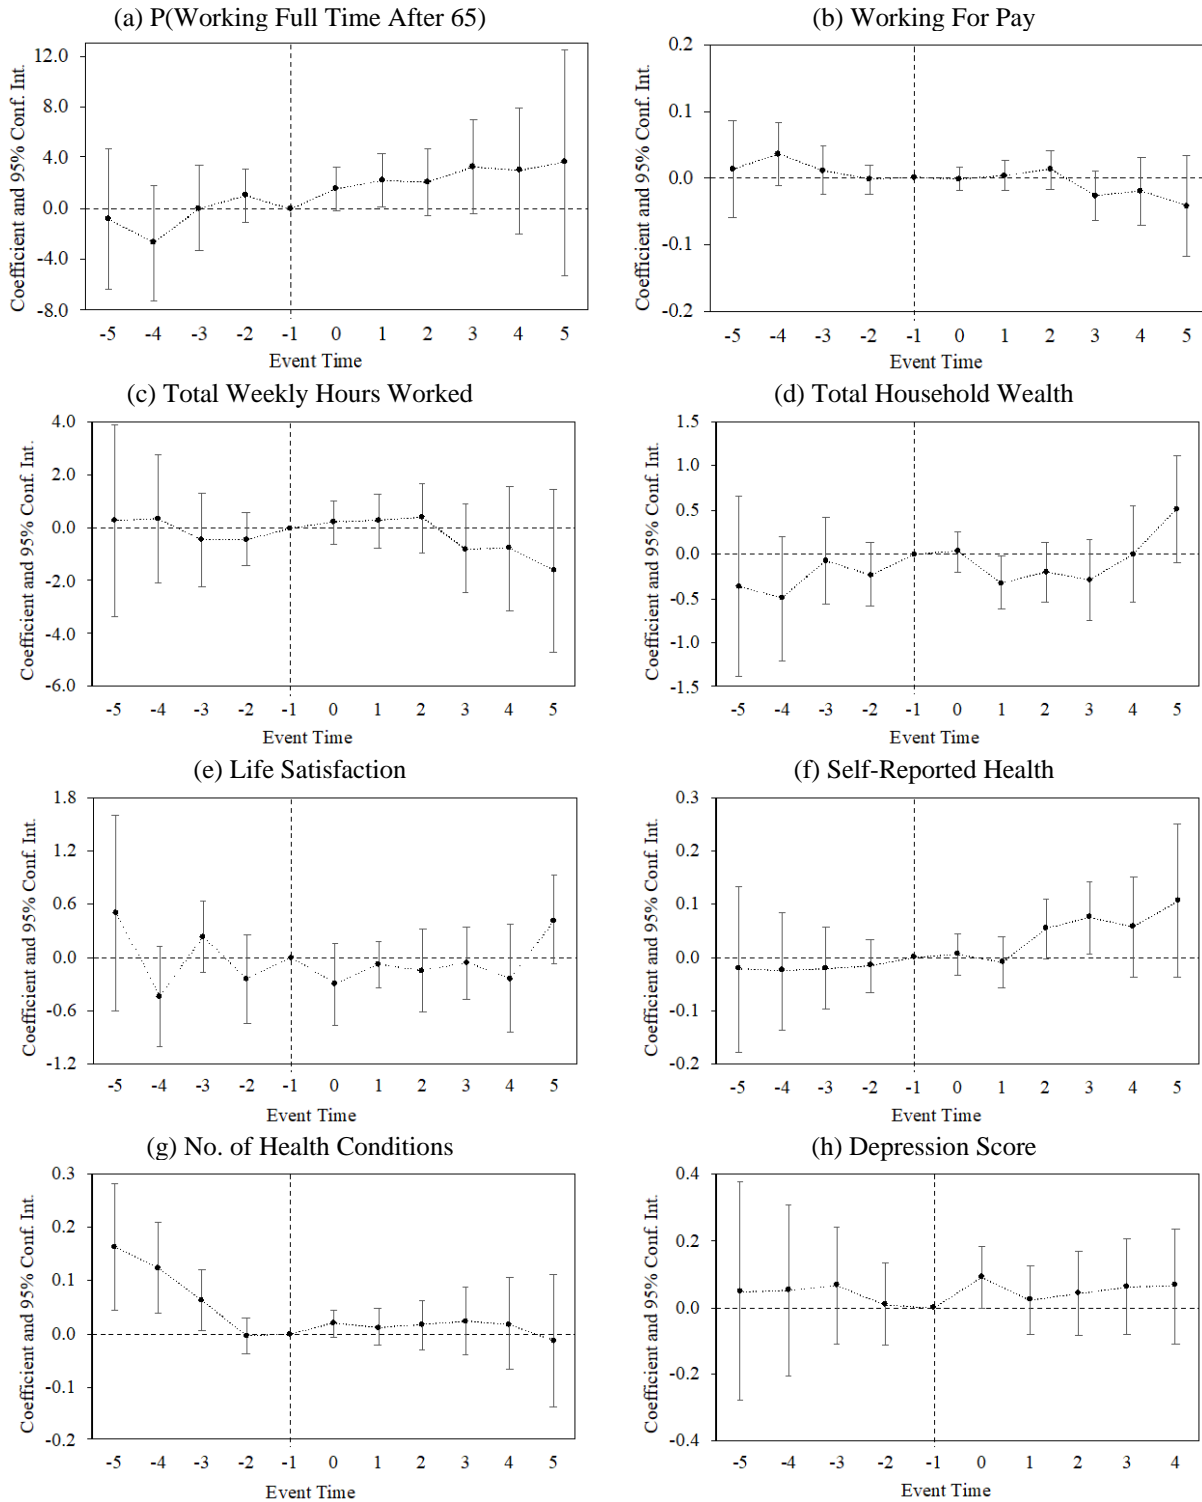 (a) P(Working Full Time After 65)
Coefficient and 95% Conf. Int.
12.0
8.0
4.0
0.0
-4.0
-8.0
-5 -4 -3 -2 -1 0 1 2 3 4 5
Event Time
(b) Working For Pay
Coefficient and 95% Conf. Int.
0.2
0.1
0.0
-0.1
-0.2
-5 -4 -3 -2 -1 0 1 2 3 4 5
Event Time
(c) Total Weekly Hours Worked
Coefficient and 95% Conf. Int.
4.0
2.0
0.0
-2.0
-4.0
-6.0
-5 -4 -3 -2 -1 0 1 2 3 4 5
Event Time
(d) Total Household Wealth
Coefficient and 95% Conf. Int.
1.5
1.0
0.5
0.0
-0.5
-1.0
-1.5
-5 -4 -3 -2 -1 0 1 2 3 4 5
Event Time
(e) Life Satisfaction
Coefficient and 95% Conf. Int.
1.8
1.2
0.6
0.0
-0.6
-1.2
-5 -4 -3 -2 -1 0 1 2 3 4 5
Event Time
(f) Self-Reported Health
Coefficient and 95% Conf. Int.
0.3
0.2
0.1
0.0
-0.1
-0.2
-5 -4 -3 -2 -1 0 1 2 3 4 5
Event Time
(g) No. of Health Conditions
Coefficient and 95% Conf. Int.
0.3
0.2
0.1
0.0
-0.1
-0.2
-5 -4 -3 -2 -1 0 1 2 3 4 5
Event Time
(h) Depression Score
Coefficient and 95% Conf. Int.
0.4
0.2
0.0
-0.2
-0.4
-5 -4 -3 -2 -1 0 1 2 3 4
Event Time